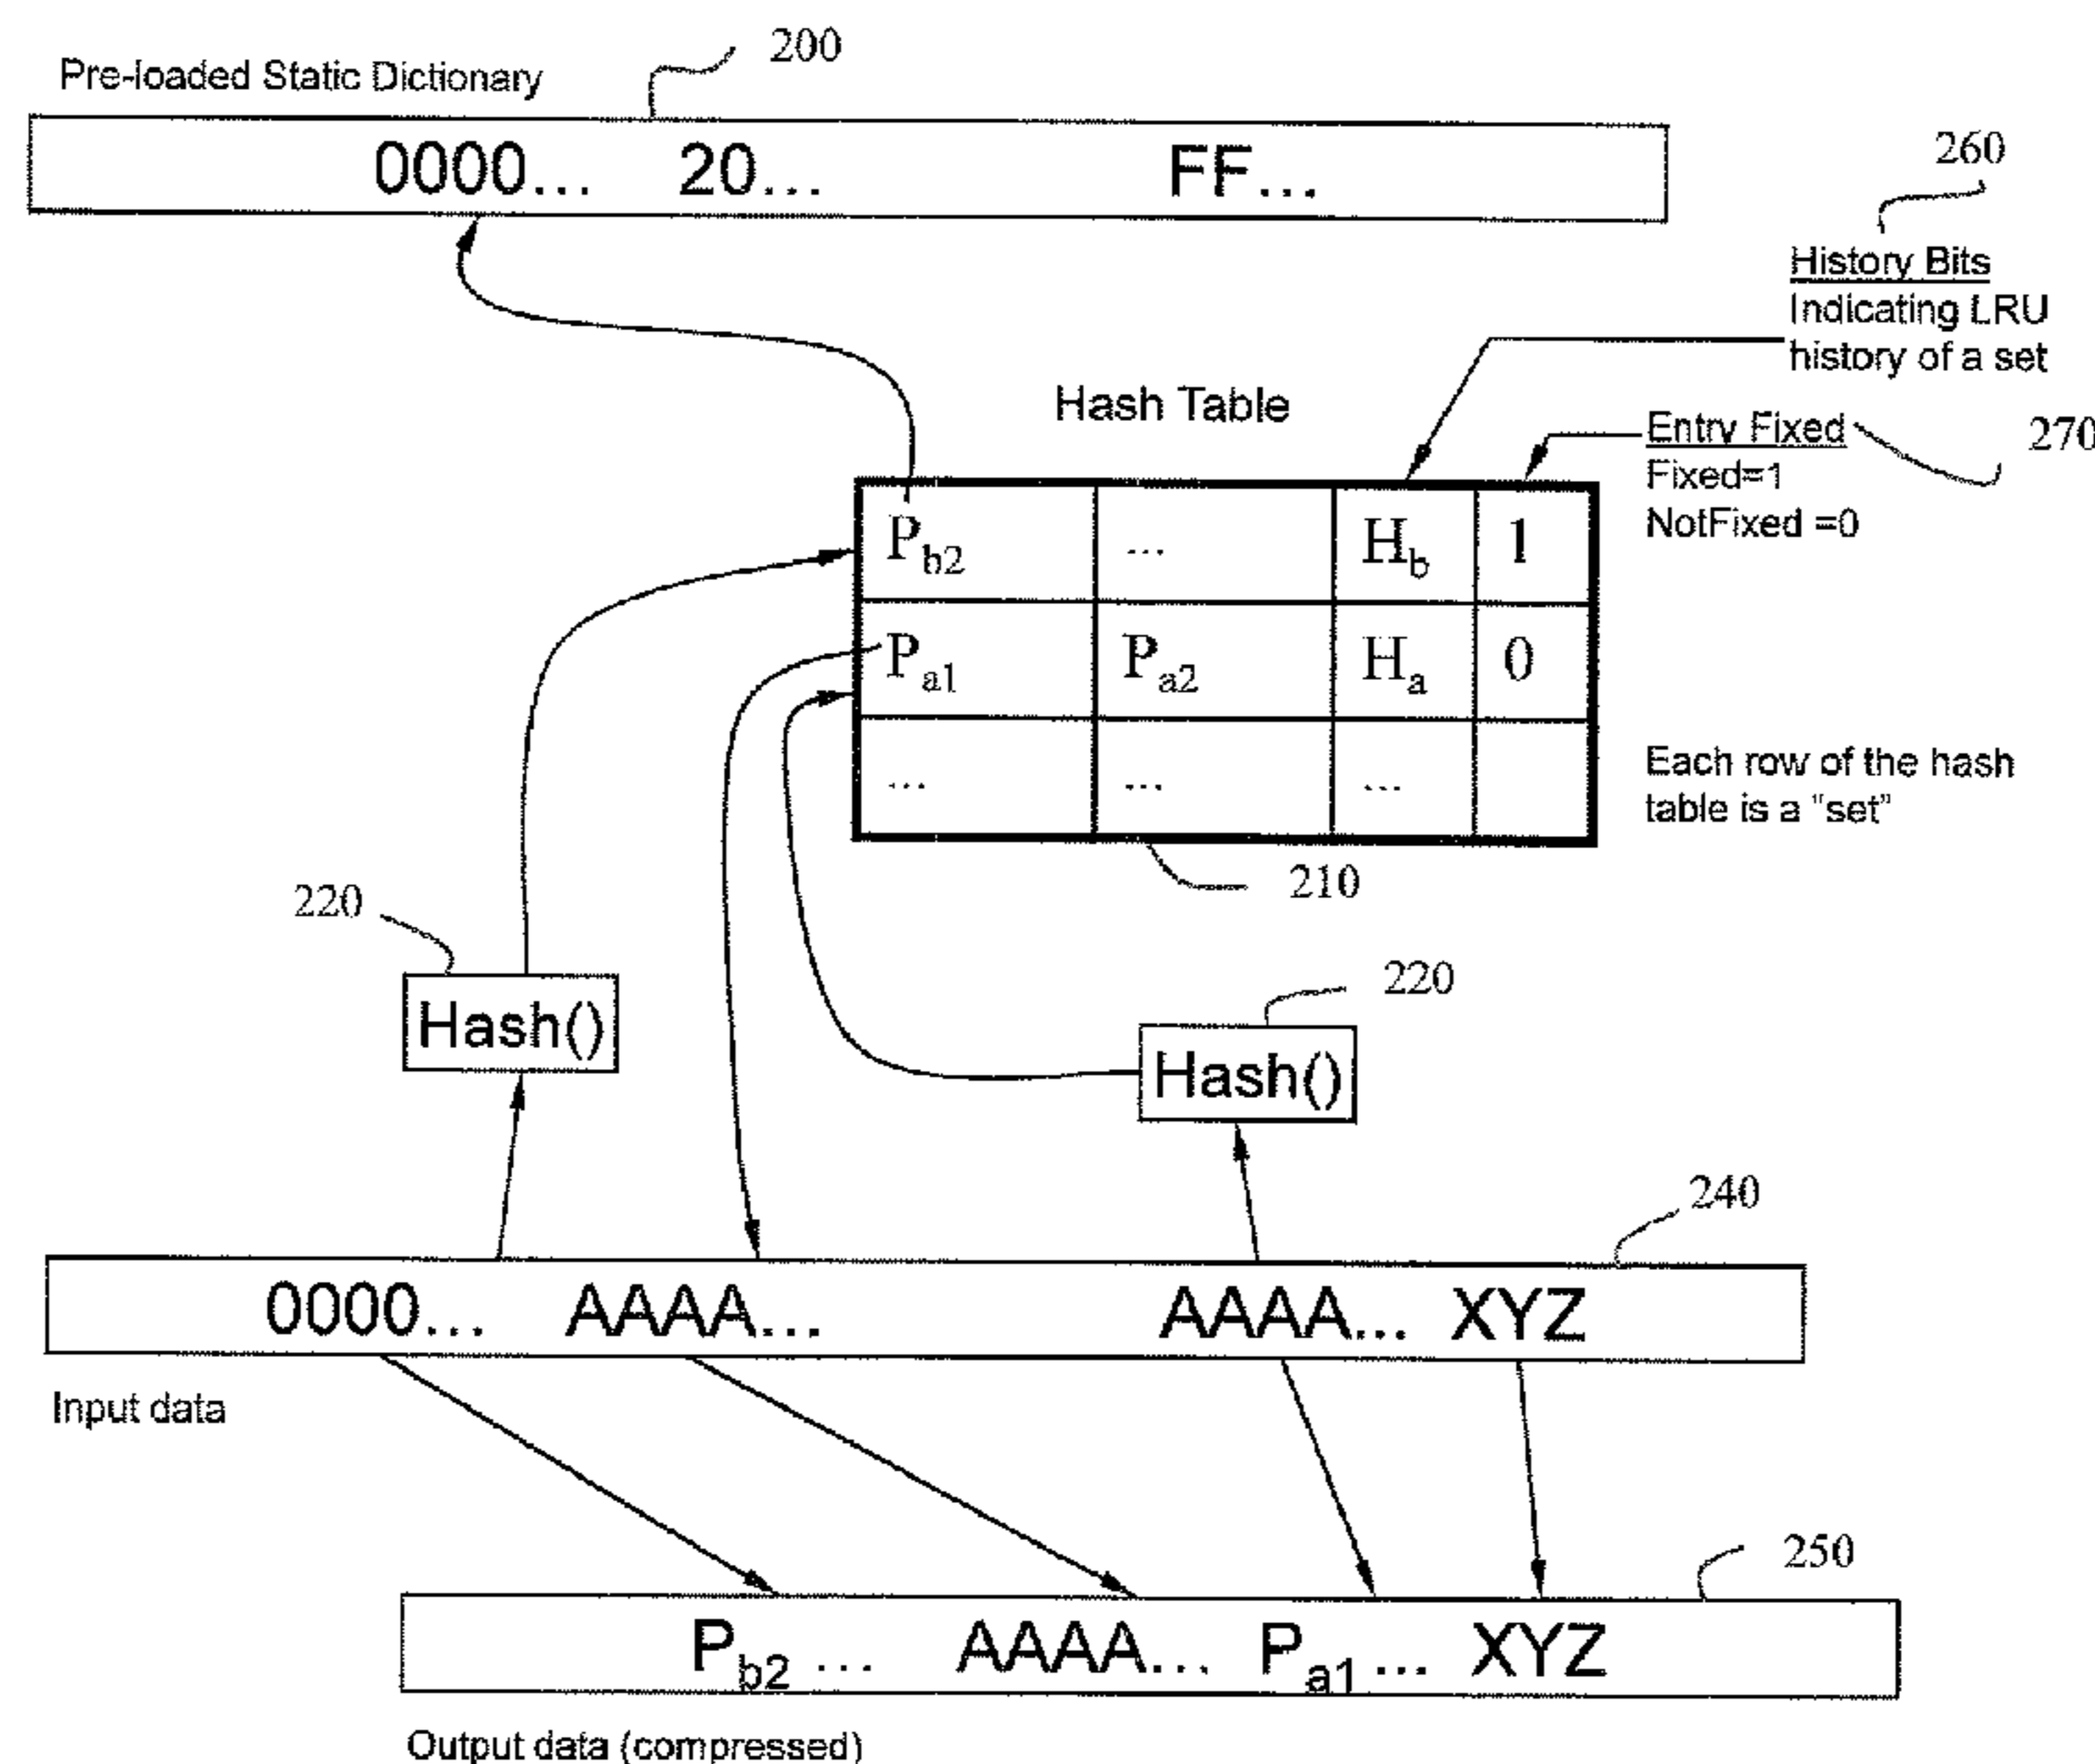 200
Pre-loaded Static Dictionary
0000... 20... FF...
260
History Bits
Indicating LRU
history of a set
Hash Table
Entry Fixed
270
Fixed=1
NotFixed =0
Pb2 ... Hb 1
Pa1 Pa2 Ha 0
... ... ...
Each row of the hash
table is a "set"
210
220
Hash()
220
Hash()
240
0000... AAAA... AAAA... XYZ
Input data
250
Pb2 ... AAAA... Pa1 ... XYZ
Output data (compressed)